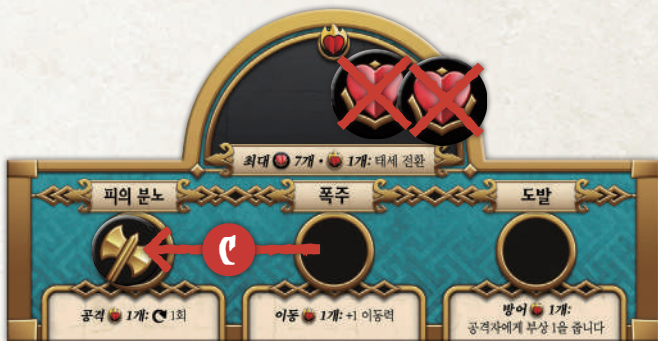 최대 7개 • 1개: 태세 전환
피의 분노 폭주 도발
공격 1개: 1회
이동 1개: +1 이동력
방어 1개:
공격자에게 부상 1을 줍니다